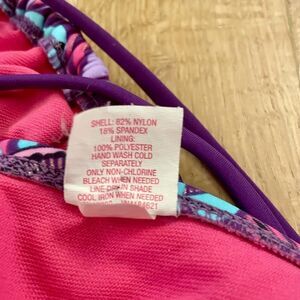 SHELL: 82% NYLON
18% SPANDEX
LINING:
100% POLYESTER
HAND WASH COLD
SEPARATELY
ONLY NON-CHLORINE
BLEACH WHEN NEEDED
LINE DRY IN SHADE
COOL IRON WHEN NEEDED